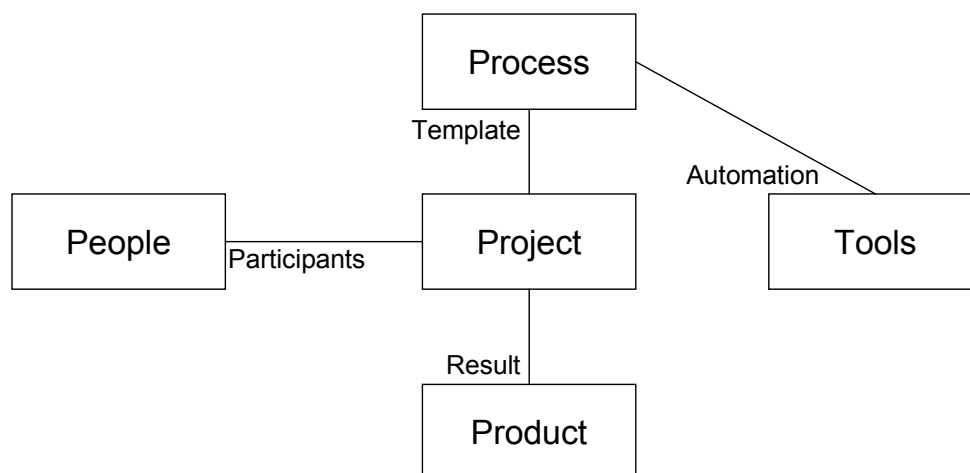 Process
Template
Automation
People
Participants
Project
Tools
Result
Product